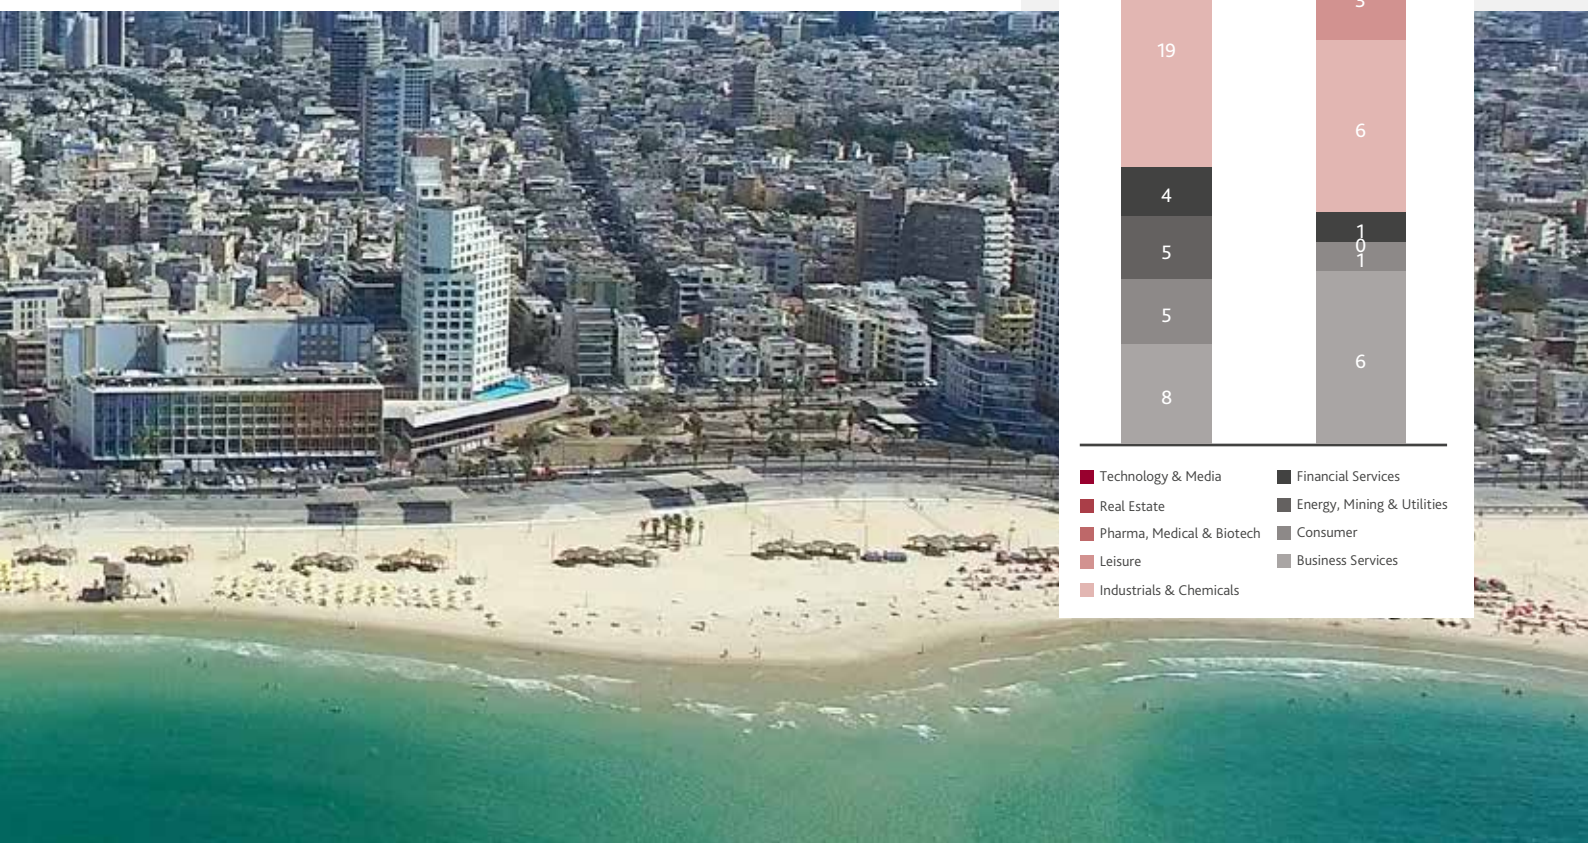 19
6
4
1
0
1
5
5
6
8
Technology & Media
Financial Services
Real Estate
Energy, Mining & Utilities
Pharma, Medical & Biotech
Consumer
Leisure
Business Services
Industrials & Chemicals